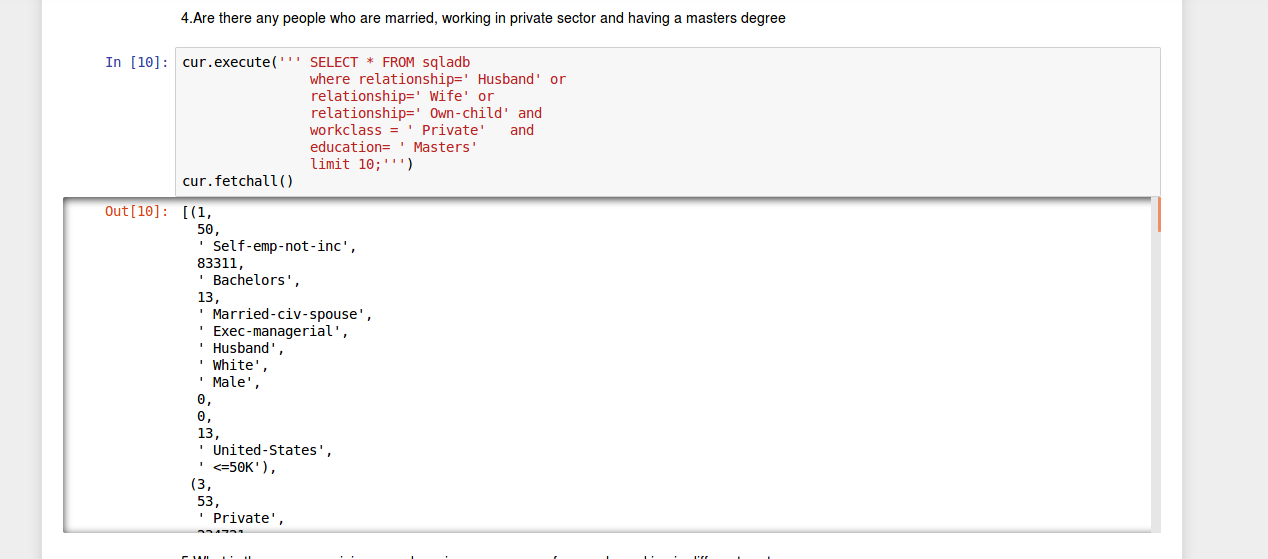 4.Are there any people who are married, working in private sector and having a masters degree
In [10]: cur.execute(''' SELECT * FROM sqladb
where relationship=' Husband' or
relationship=' Wife' or
relationship=' Own-child' and
workclass = ' Private'   and
education= ' Masters'
limit 10;''')
cur.fetchall()
Out[10]: [(1,
50,
' Self-emp-not-inc',
83311,
' Bachelors',
13,
' Married-civ-spouse',
' Exec-managerial',
' Husband',
' White',
' Male',
0,
0,
13,
' United-States',
' <=50K'),
(3,
53,
' Private',